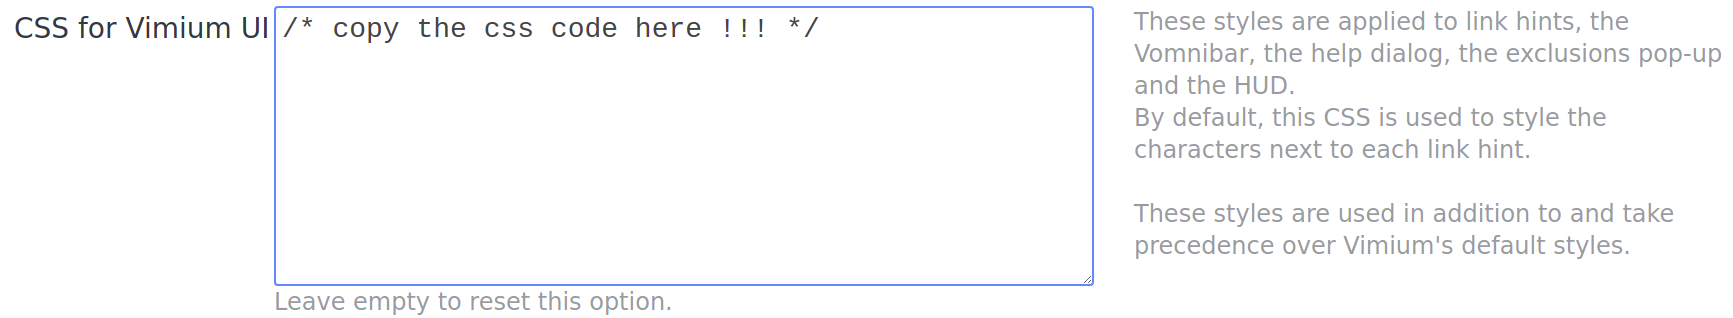 CSS for Vimium UI
/* copy the css code here !!! */
Leave empty to reset this option.
These styles are applied to link hints, the
Vomnibar, the help dialog, the exclusions pop-up
and the HUD.
By default, this CSS is used to style the
characters next to each link hint.
These styles are used in addition to and take
precedence over Vimium's default styles.